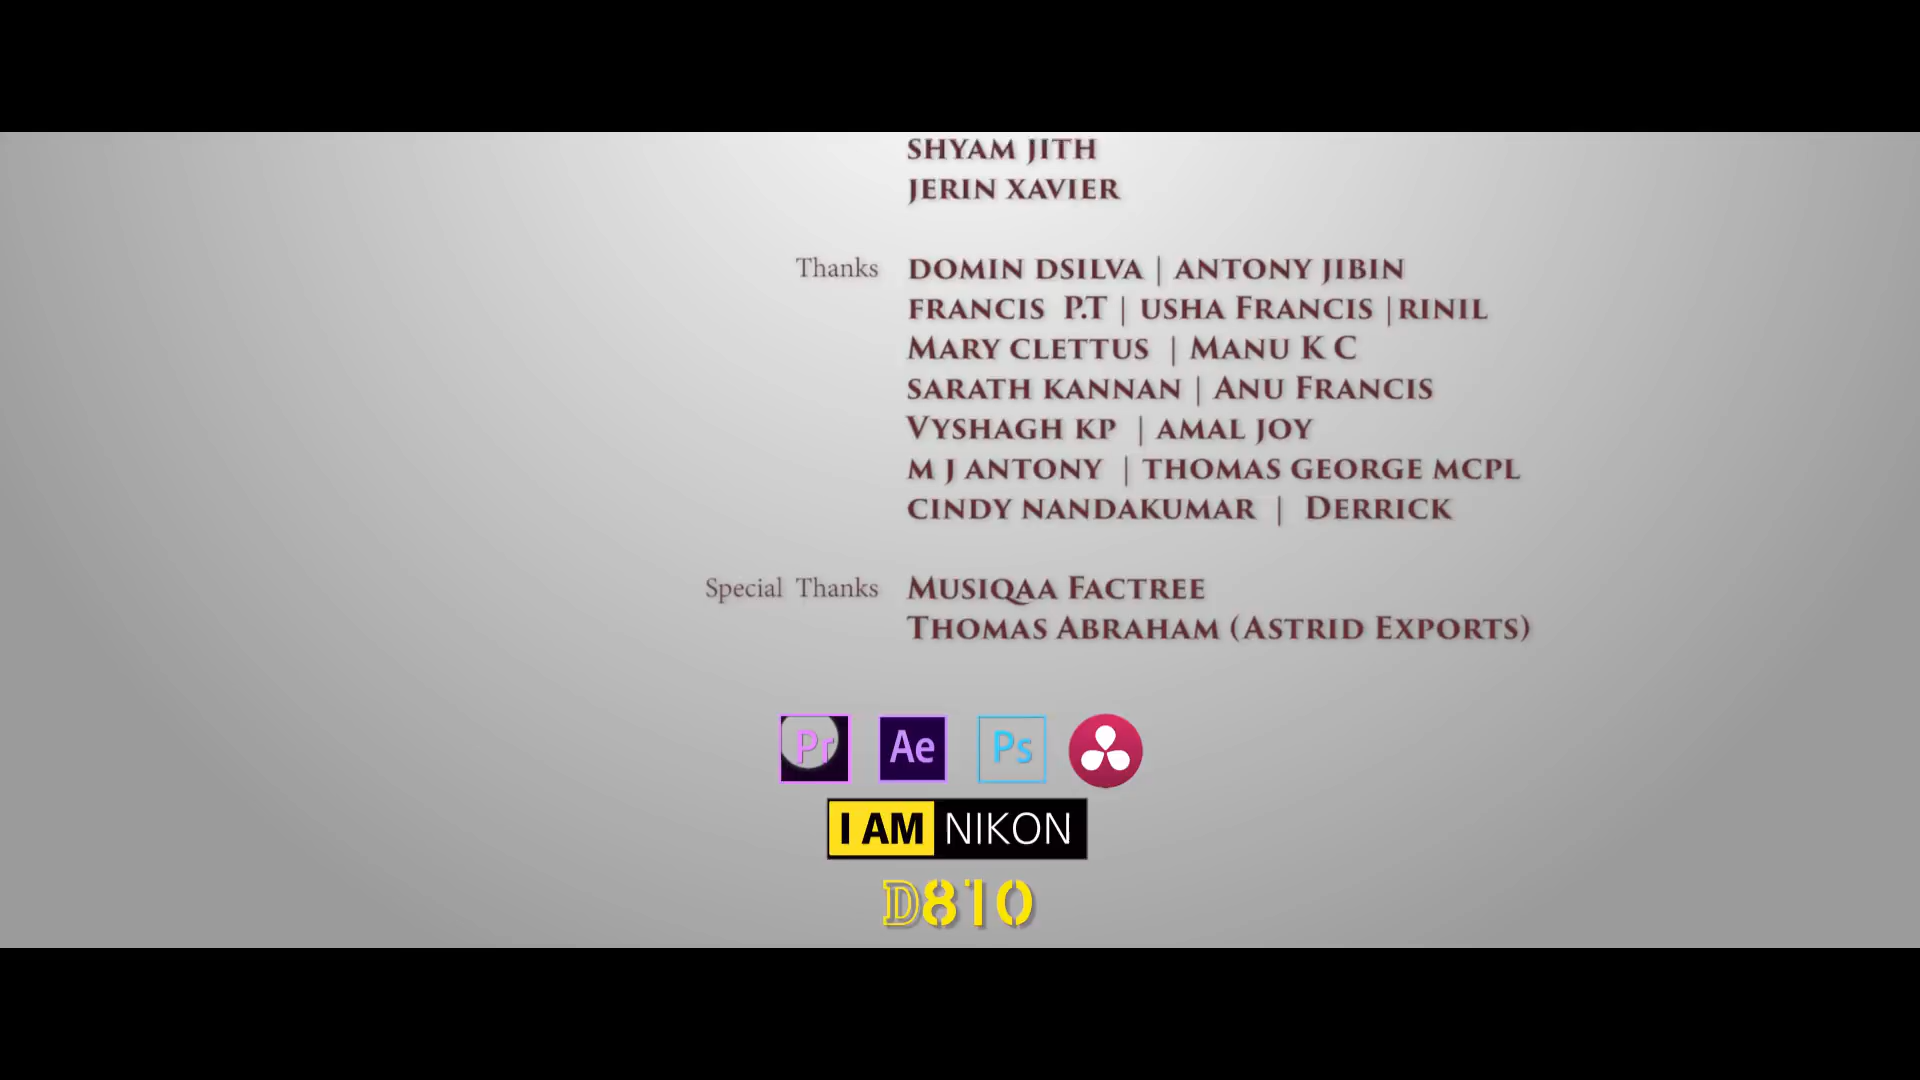 SHYAM JITH
JERIN XAVIER
Thanks DOMIN DSILVA | ANTONY JIBIN
FRANCIS P.T | USHA FRANCIS |RINIL
MARY CLETTUS | MANU K C
SARATH KANNAN | ANU FRANCIS
VYSHAGH KP | AMAL JOY
M J ANTONY | THOMAS GEORGE MCPL
CINDY NANDAKUMAR | DERRICK
Special Thanks MUSIQAA FACTREE
THOMAS ABRAHAM (ASTRID EXPORTS)
Pr Ae Ps
I AM NIKON
D810